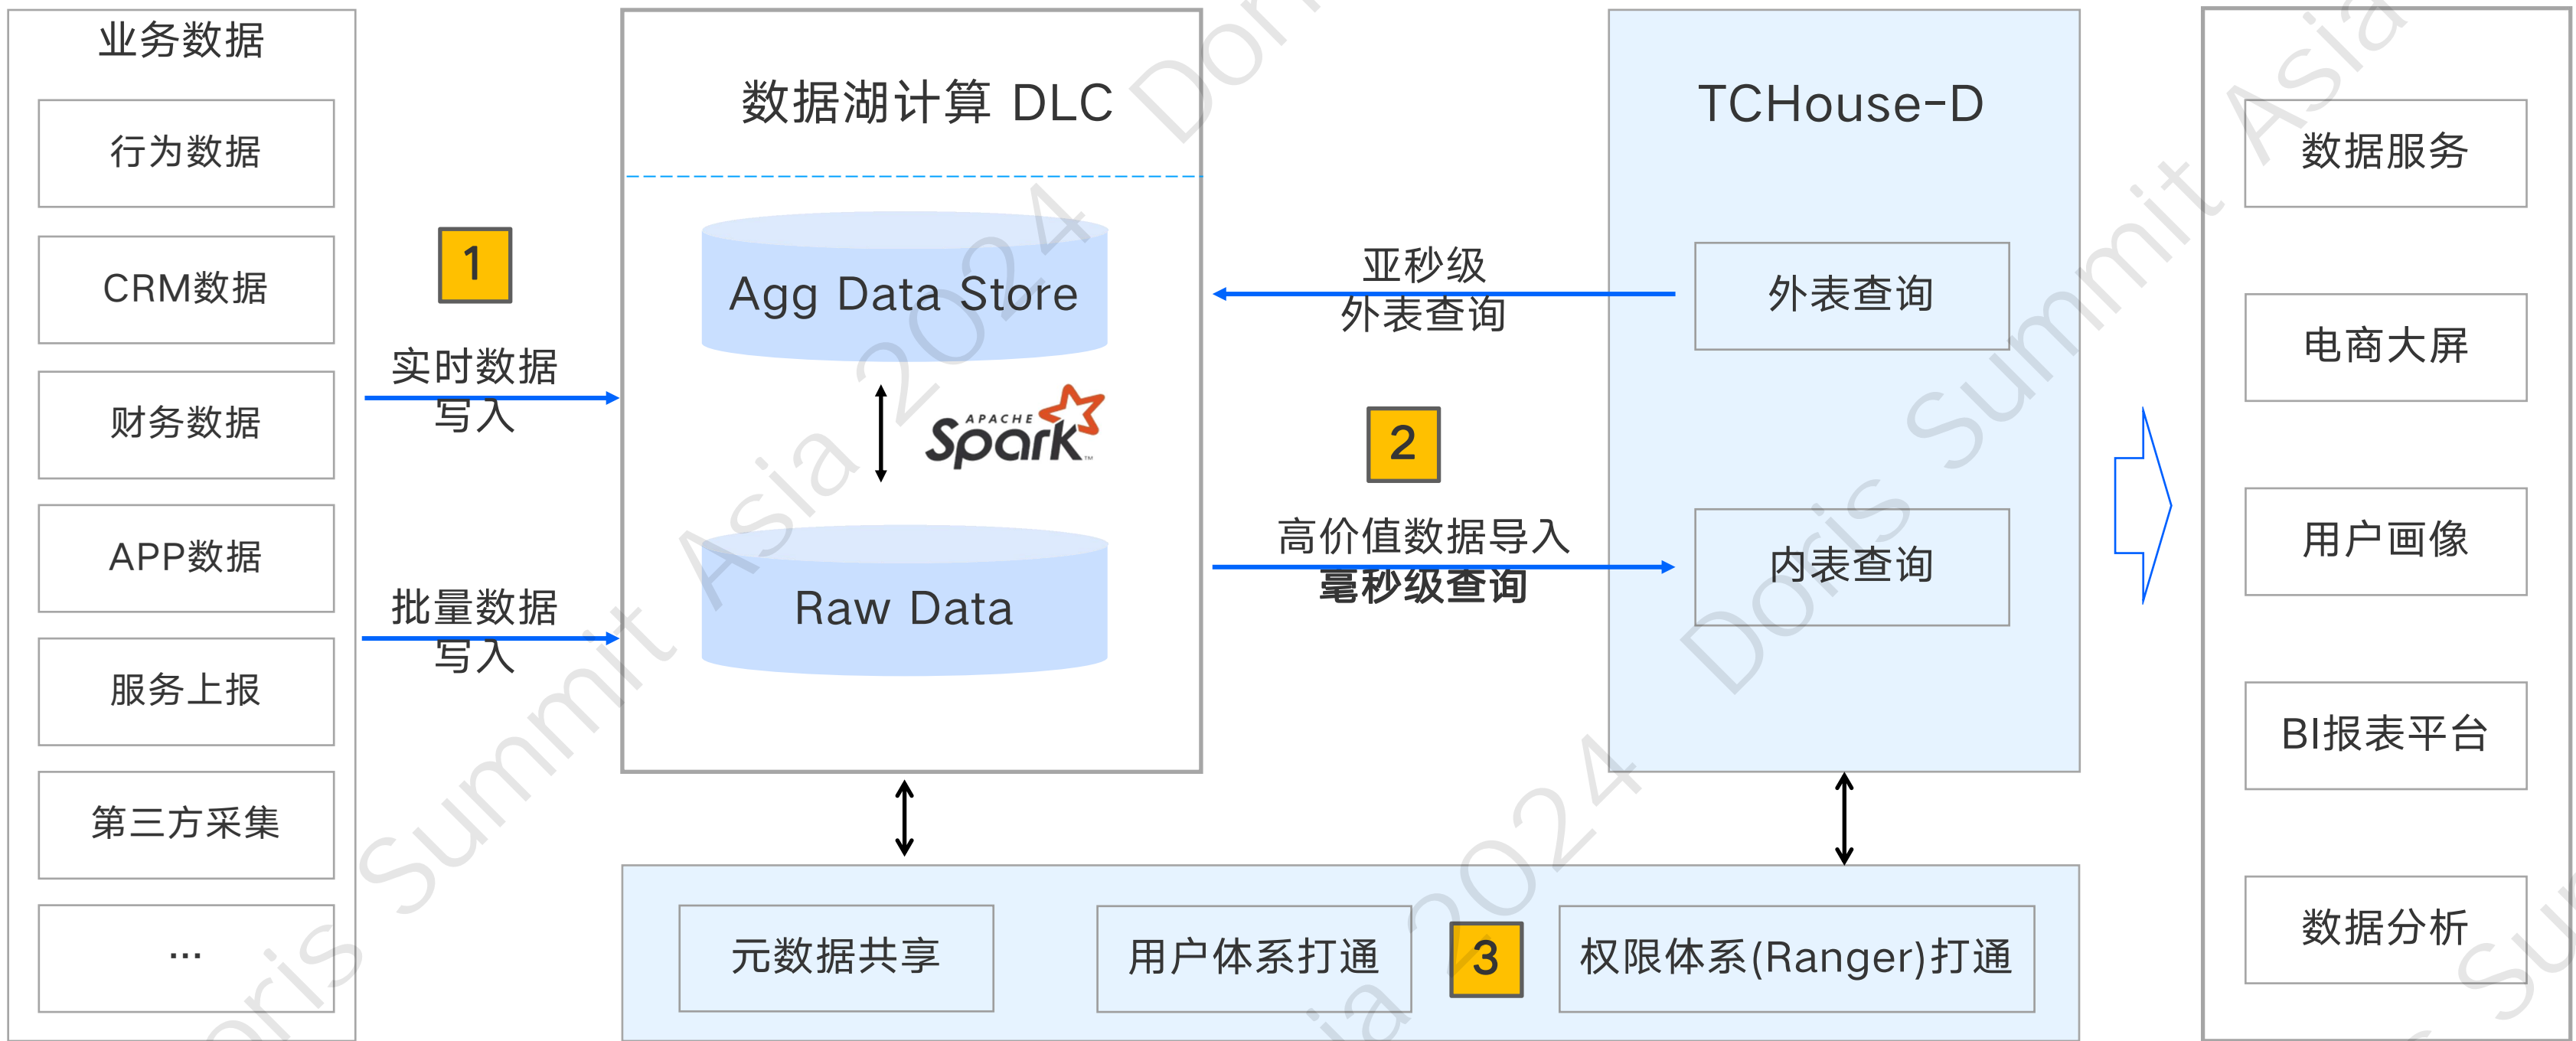 业务数据
行为数据
CRM数据
财务数据
APP数据
服务上报
第三方采集
...
1
实时数据
写入
批量数据
写入
数据湖计算 DLC
Agg Data Store
APACHE
Spark™
Raw Data
亚秒级
外表查询
2
高价值数据导入
毫秒级查询
TCHouse-D
外表查询
内表查询
元数据共享
用户体系打通
3
权限体系(Ranger)打通
数据服务
电商大屏
用户画像
BI报表平台
数据分析
Doris Summit Asia 2024
Doris Summit Asia 2024
Doris Summit Asia